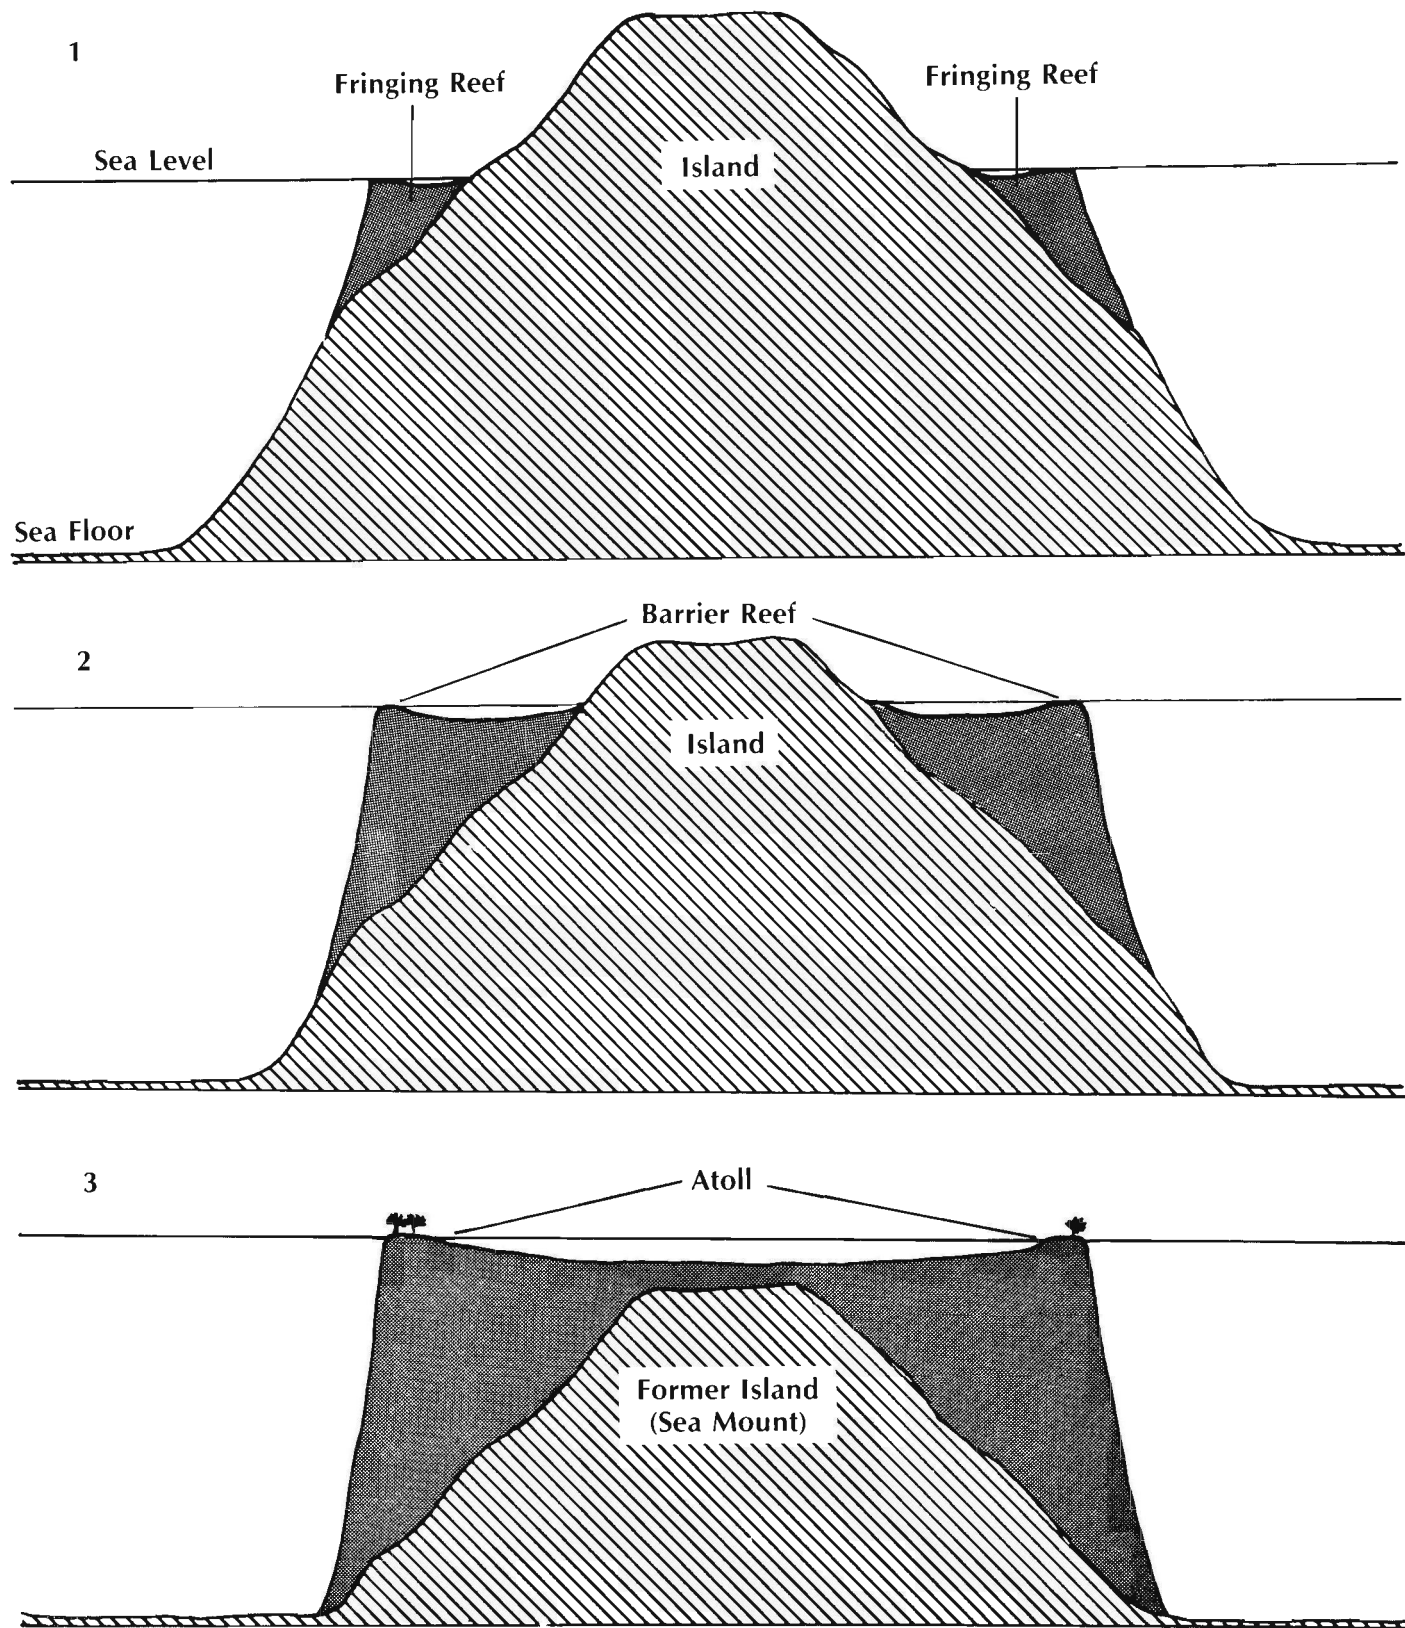 1
Fringing Reef
Fringing Reef
Sea Level
Island
Sea Floor
Barrier Reef
2
Island
3
Atoll
Former Island
(Sea Mount)